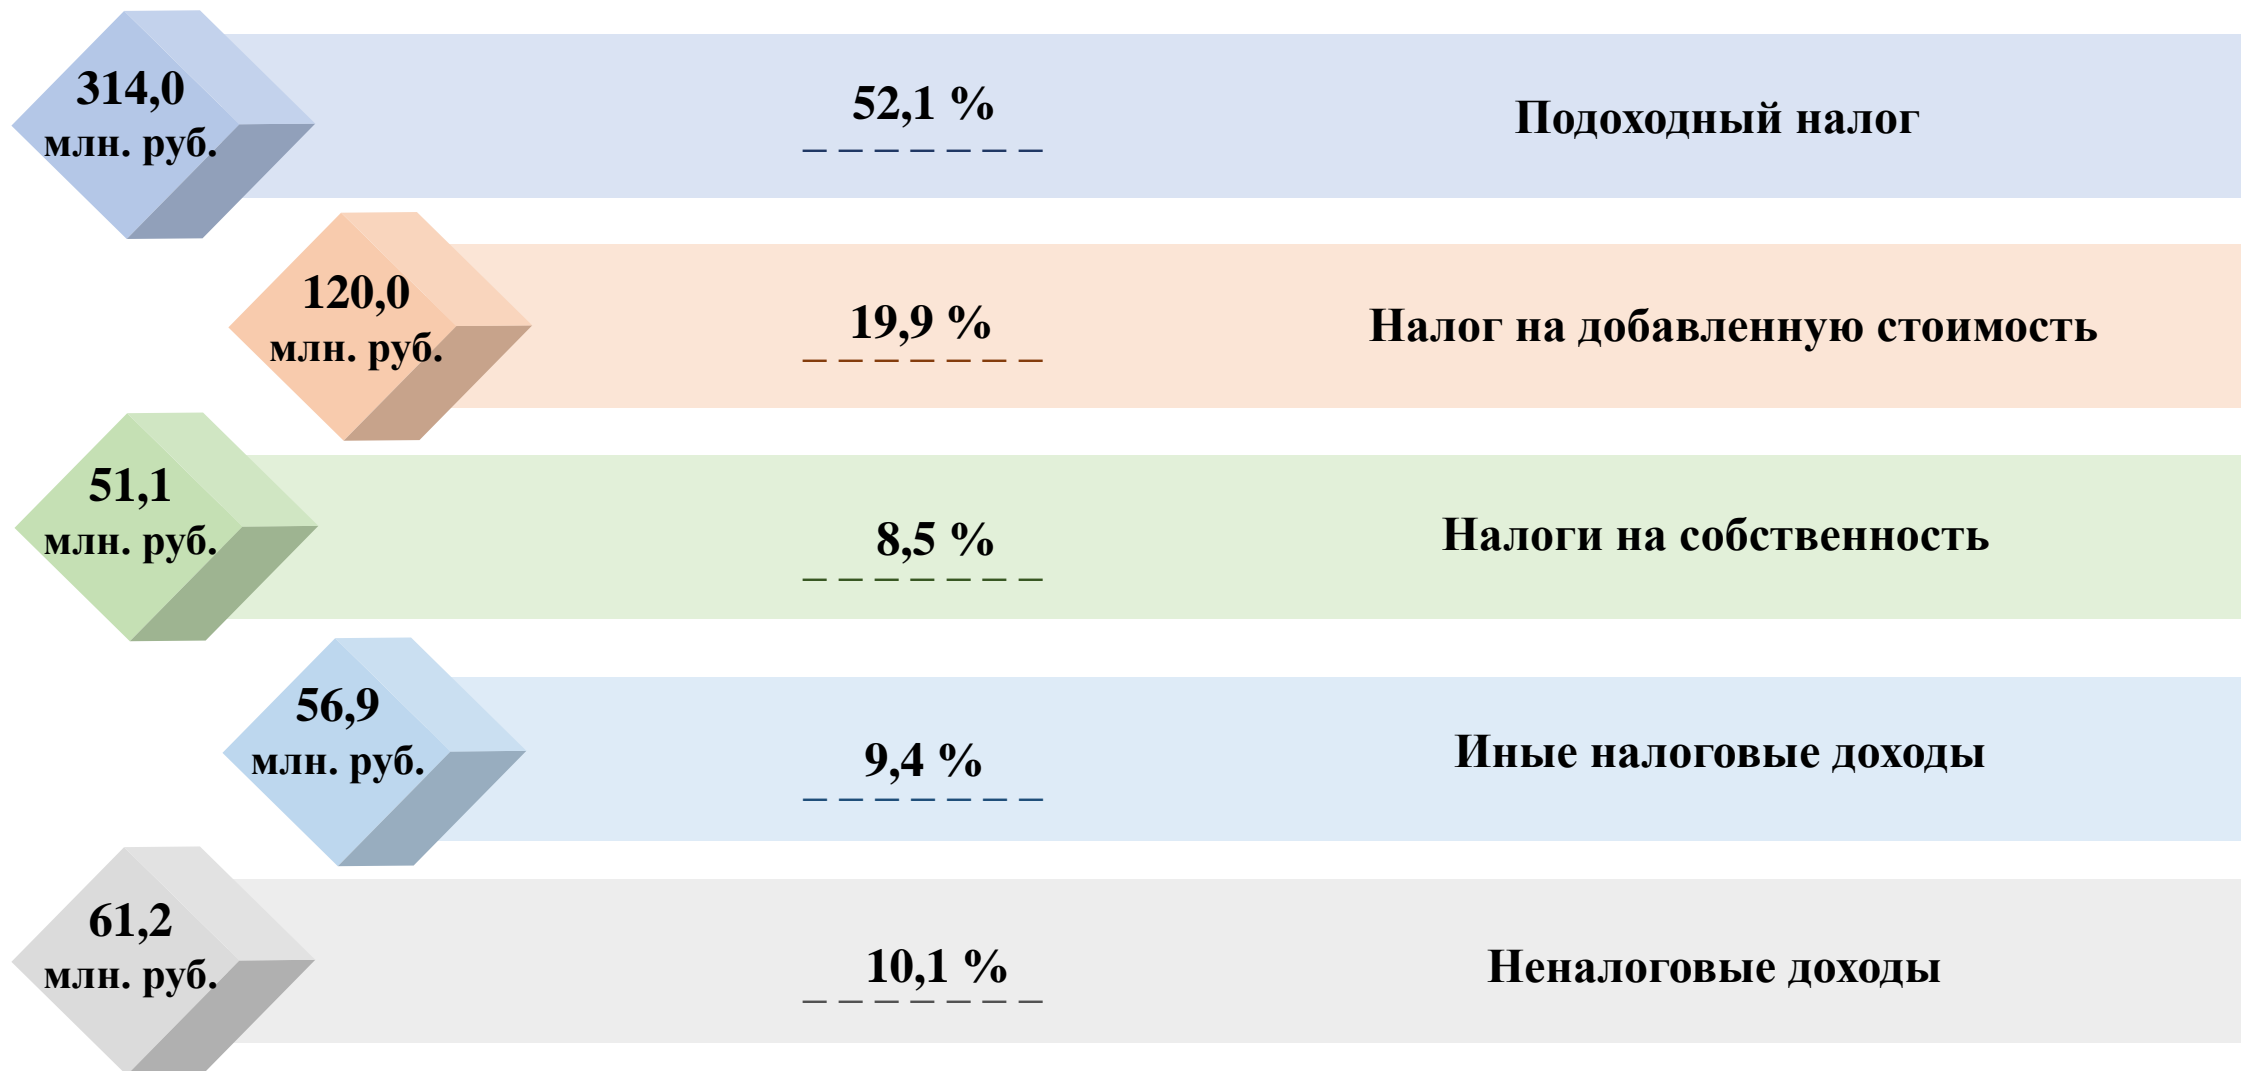 314,0
млн. руб.
52,1 %
Подоходный налог
120,0
млн. руб.
19,9 %
Налог на добавленную стоимость
51,1
млн. руб.
8,5 %
Налоги на собственность
56,9
млн. руб.
9,4 %
Иные налоговые доходы
61,2
млн. руб.
10,1 %
Неналоговые доходы